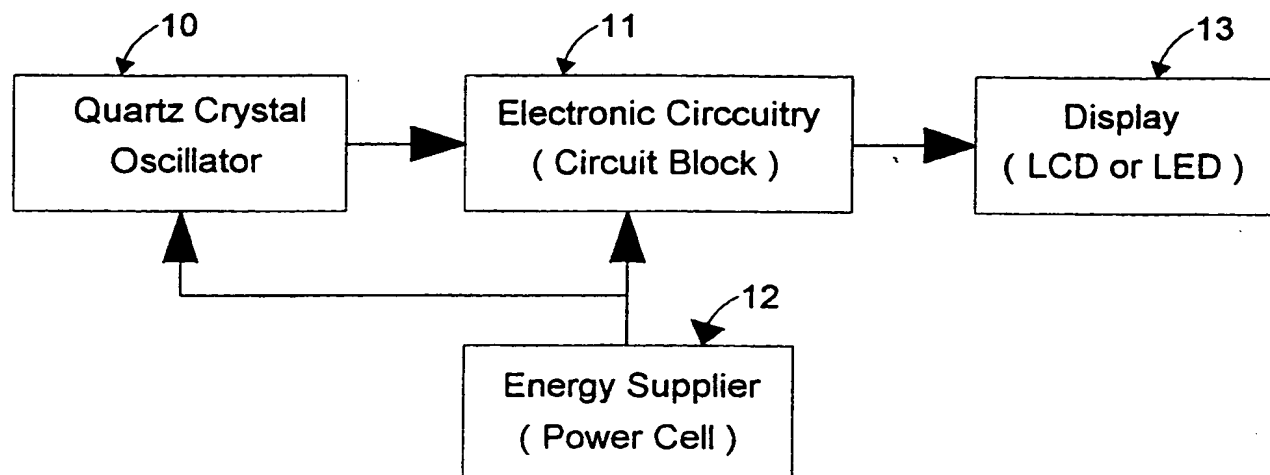 10
Quartz Crystal
Oscillator
11
Electronic Circcuitry
( Circuit Block )
13
Display
( LCD or LED )
12
Energy Supplier
( Power Cell )